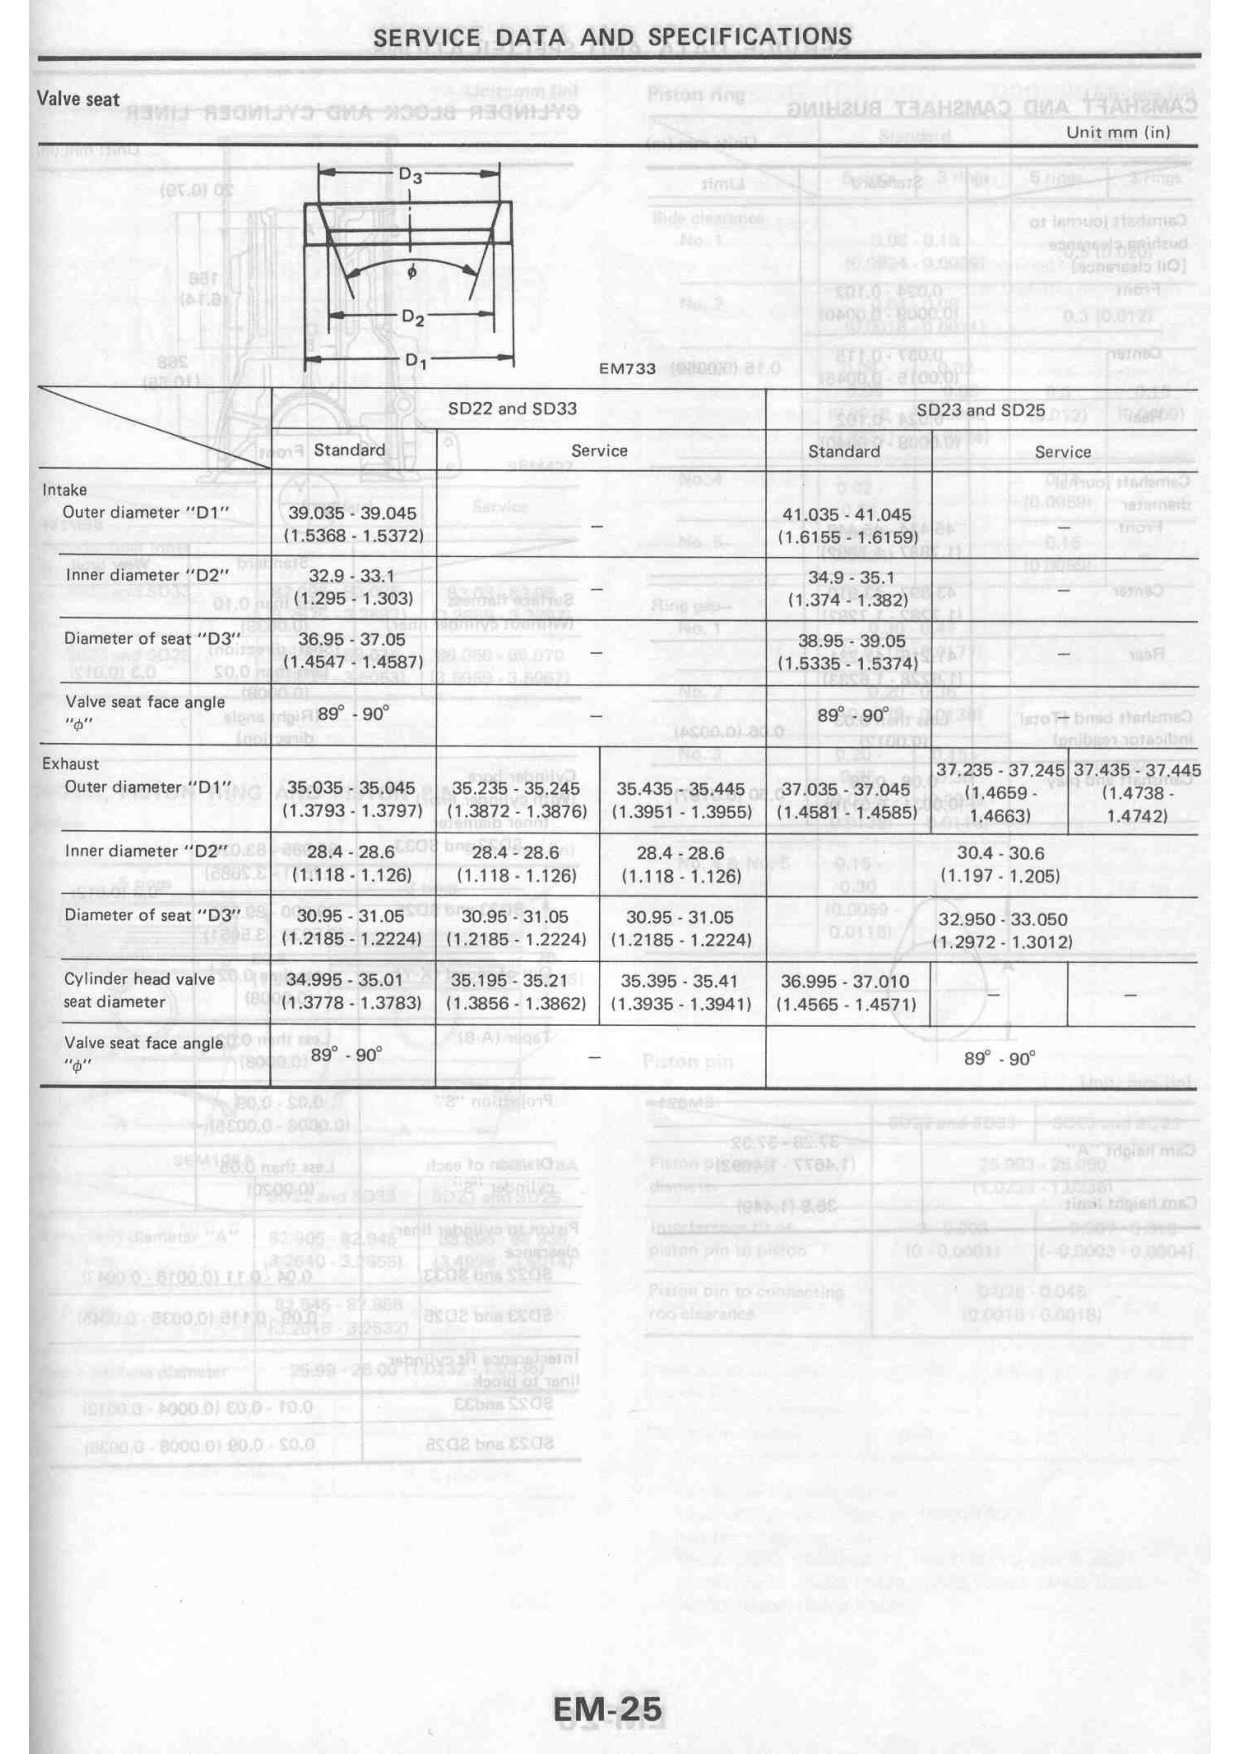 SERVICE DATA AND SPECIFICATIONS
Valve seat
Unit mm (in)
D3
φ
D2
D1
EM733
SD22 and SD33 SD23 and SD25
Standard Service Standard Service
Intake
Outer diameter "D1" 39.035 - 39.045 (1.5368 - 1.5372) – 41.035 - 41.045 (1.6155 - 1.6159) –
Inner diameter "D2" 32.9 - 33.1 (1.295 - 1.303) – 34.9 - 35.1 (1.374 - 1.382) –
Diameter of seat "D3" 36.95 - 37.05 (1.4547 - 1.4587) – 38.95 - 39.05 (1.5335 - 1.5374) –
Valve seat face angle "φ" 89° - 90° – 89° - 90° –
Exhaust
Outer diameter "D1" 35.035 - 35.045 (1.3793 - 1.3797) 35.235 - 35.245 (1.3872 - 1.3876) 35.435 - 35.445 (1.3951 - 1.3955) 37.035 - 37.045 (1.4581 - 1.4585) 37.235 - 37.245 (1.4659 - 1.4663) 37.435 - 37.445 (1.4738 - 1.4742)
Inner diameter "D2" 28.4 - 28.6 (1.118 - 1.126) 28.4 - 28.6 (1.118 - 1.126) 28.4 - 28.6 (1.118 - 1.126) 30.4 - 30.6 (1.197 - 1.205)
Diameter of seat "D3" 30.95 - 31.05 (1.2185 - 1.2224) 30.95 - 31.05 (1.2185 - 1.2224) 30.95 - 31.05 (1.2185 - 1.2224) 32.950 - 33.050 (1.2972 - 1.3012)
Cylinder head valve seat diameter 34.995 - 35.01 (1.3778 - 1.3783) 35.195 - 35.21 (1.3856 - 1.3862) 35.395 - 35.41 (1.3935 - 1.3941) 36.995 - 37.010 (1.4565 - 1.4571) – –
Valve seat face angle "φ" 89° - 90° – 89° - 90°
EM-25